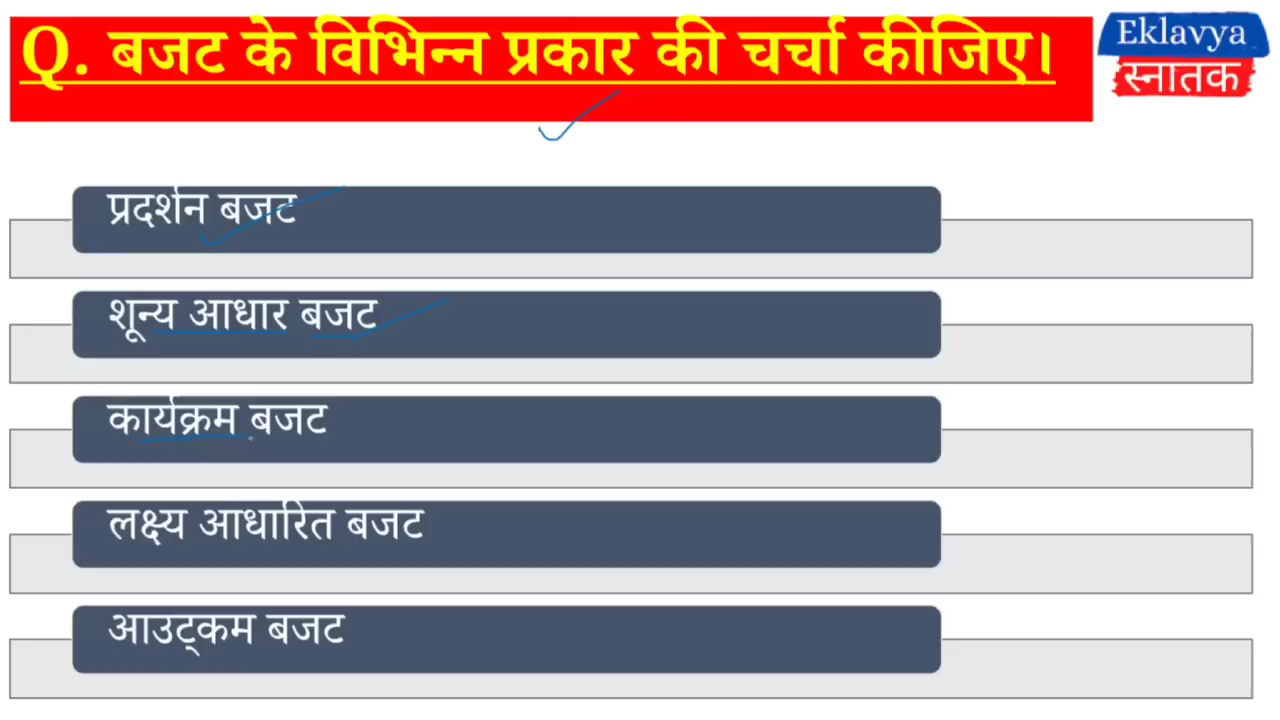 Q. बजट के विभिन्न प्रकार की चर्चा कीजिए।
Eklavya
स्नातक
प्रदर्शन बजट
शून्य आधार बजट
कार्यक्रम बजट
लक्ष्य आधारित बजट
आउट्कम बजट